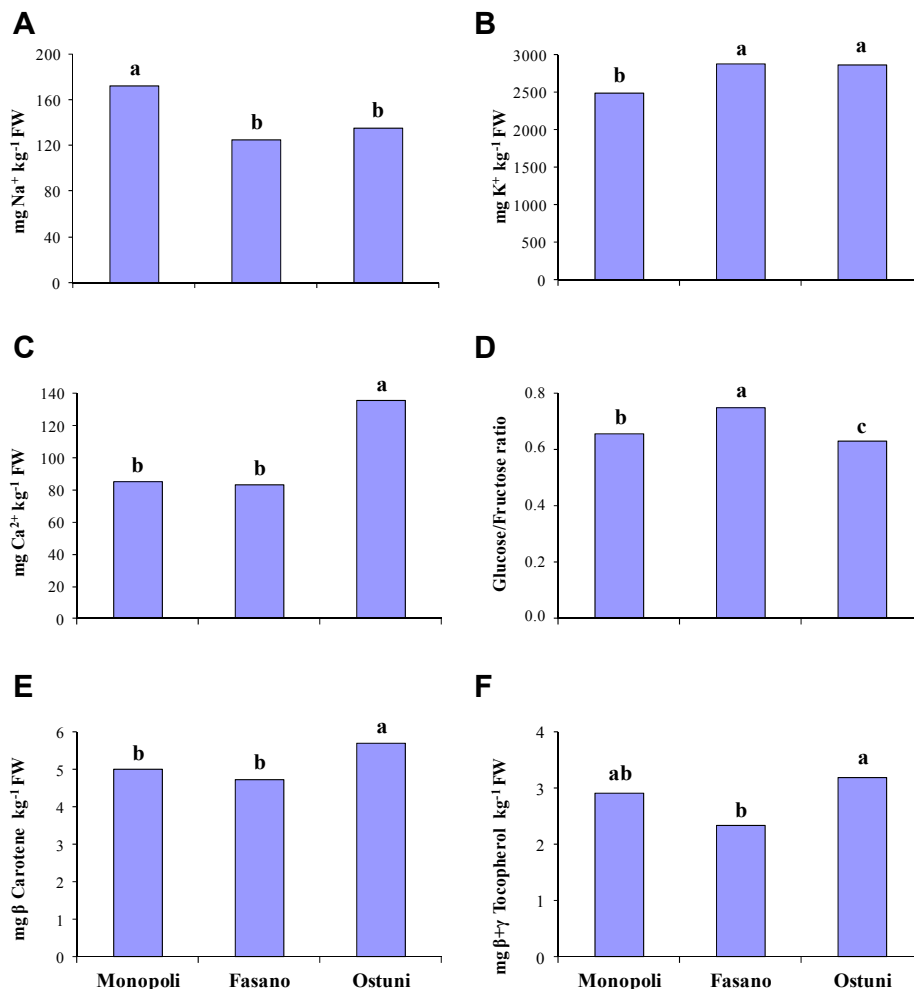 A
mg Na⁺ kg⁻¹ FW
200
160
120
80
40
0
a
b
b
B
mg K⁺ kg⁻¹ FW
3000
2500
2000
1500
1000
500
0
b
a
a
C
mg Ca²⁺ kg⁻¹ FW
140
120
100
80
60
40
20
0
b
b
a
D
Glucose/Fructose ratio
0.8
0.6
0.4
0.2
0.0
b
a
c
E
mg β Carotene kg⁻¹ FW
6
5
4
3
2
1
0
b
b
a
Monopoli Fasano Ostuni
F
mg β+γ Tocopherol kg⁻¹ FW
4
3
2
1
0
ab
b
a
Monopoli Fasano Ostuni